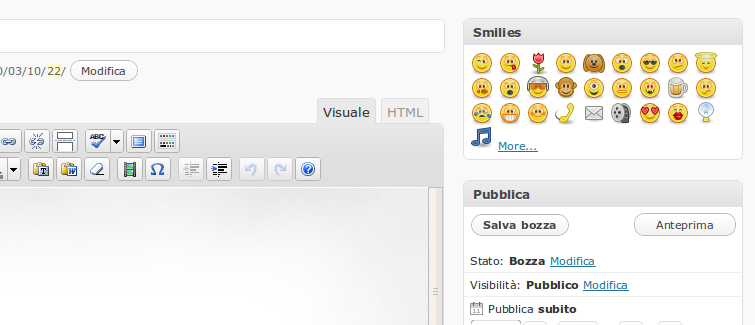 Smilies
0/03/10/22/ Modifica
Visuale HTML
ABC
More...
Pubblica
Salva bozza Anteprima
Stato: Bozza Modifica
Visibilità: Pubblico Modifica
Pubblica subito